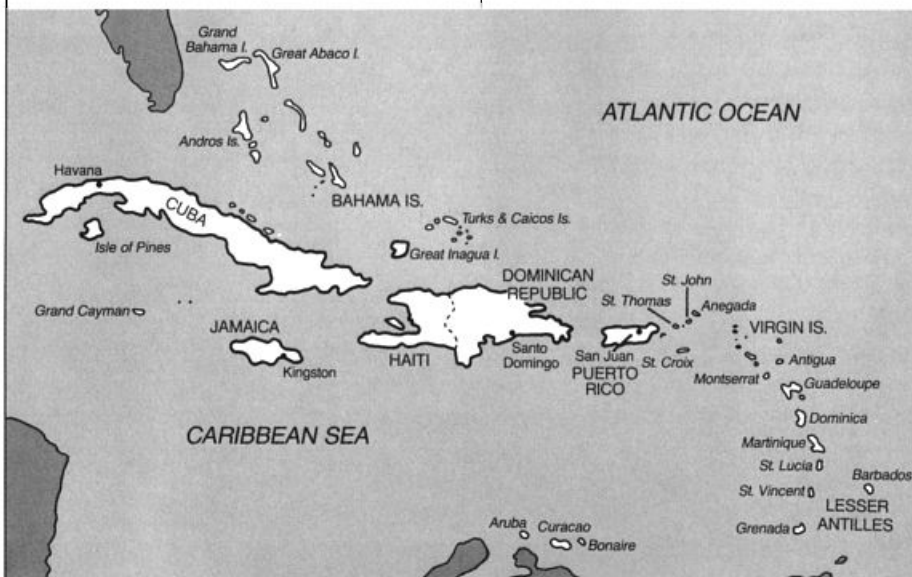 Grand
Bahama I.
Great Abaco I.
ATLANTIC OCEAN
Andros Is.
Havana
BAHAMA IS.
CUBA
Turks & Caicos Is.
Isle of Pines
Great Inagua I.
DOMINICAN
REPUBLIC
St. John
St. Thomas
Anegada
Grand Cayman
JAMAICA
VIRGIN IS.
Kingston
HAITI
Santo
Domingo
San Juan
PUERTO
RICO
St. Croix
Antigua
Montserrat
Guadeloupe
Dominica
CARIBBEAN SEA
Martinique
St. Lucia
Barbados
St. Vincent
LESSER
ANTILLES
Grenada
Aruba
Curacao
Bonaire